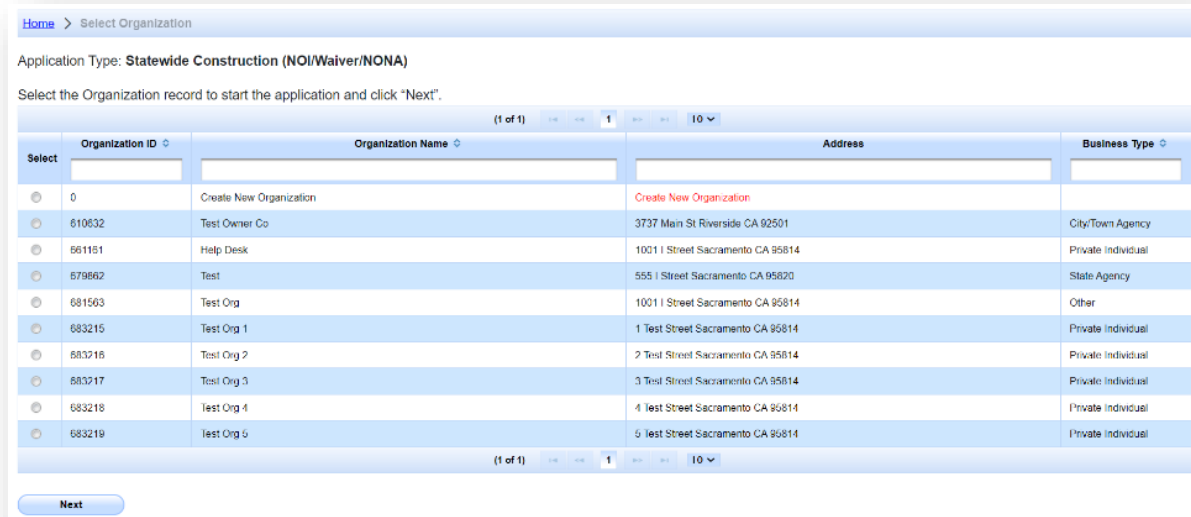 Home > Select Organization
Application Type: Statewide Construction (NOI/Waiver/NONA)
Select the Organization record to start the application and click “Next”.
(1 of 1) 1 10
Select Organization ID Organization Name Address Business Type
0 Create New Organization Create New Organization
610632 Test Owner Co 3737 Main St Riverside CA 92501 City/Town Agency
661161 Help Desk 1001 I Street Sacramento CA 95814 Private Individual
679862 Test 555 I Street Sacramento CA 95820 State Agency
681563 Test Org 1001 I Street Sacramento CA 95814 Other
683215 Test Org 1 1 Test Street Sacramento CA 95814 Private Individual
683216 Test Org 2 2 Test Street Sacramento CA 95814 Private Individual
683217 Test Org 3 3 Test Street Sacramento CA 95814 Private Individual
683218 Test Org 4 4 Test Street Sacramento CA 95814 Private Individual
683219 Test Org 5 5 Test Street Sacramento CA 95814 Private Individual
(1 of 1) 1 10
Next